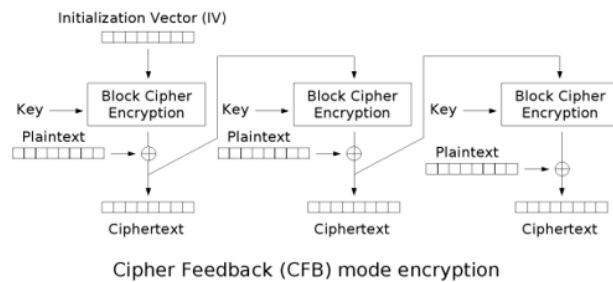 Initialization Vector (IV)
Key
Block Cipher
Encryption
Plaintext
Ciphertext
Key
Block Cipher
Encryption
Plaintext
Ciphertext
Key
Block Cipher
Encryption
Plaintext
Ciphertext
Cipher Feedback (CFB) mode encryption